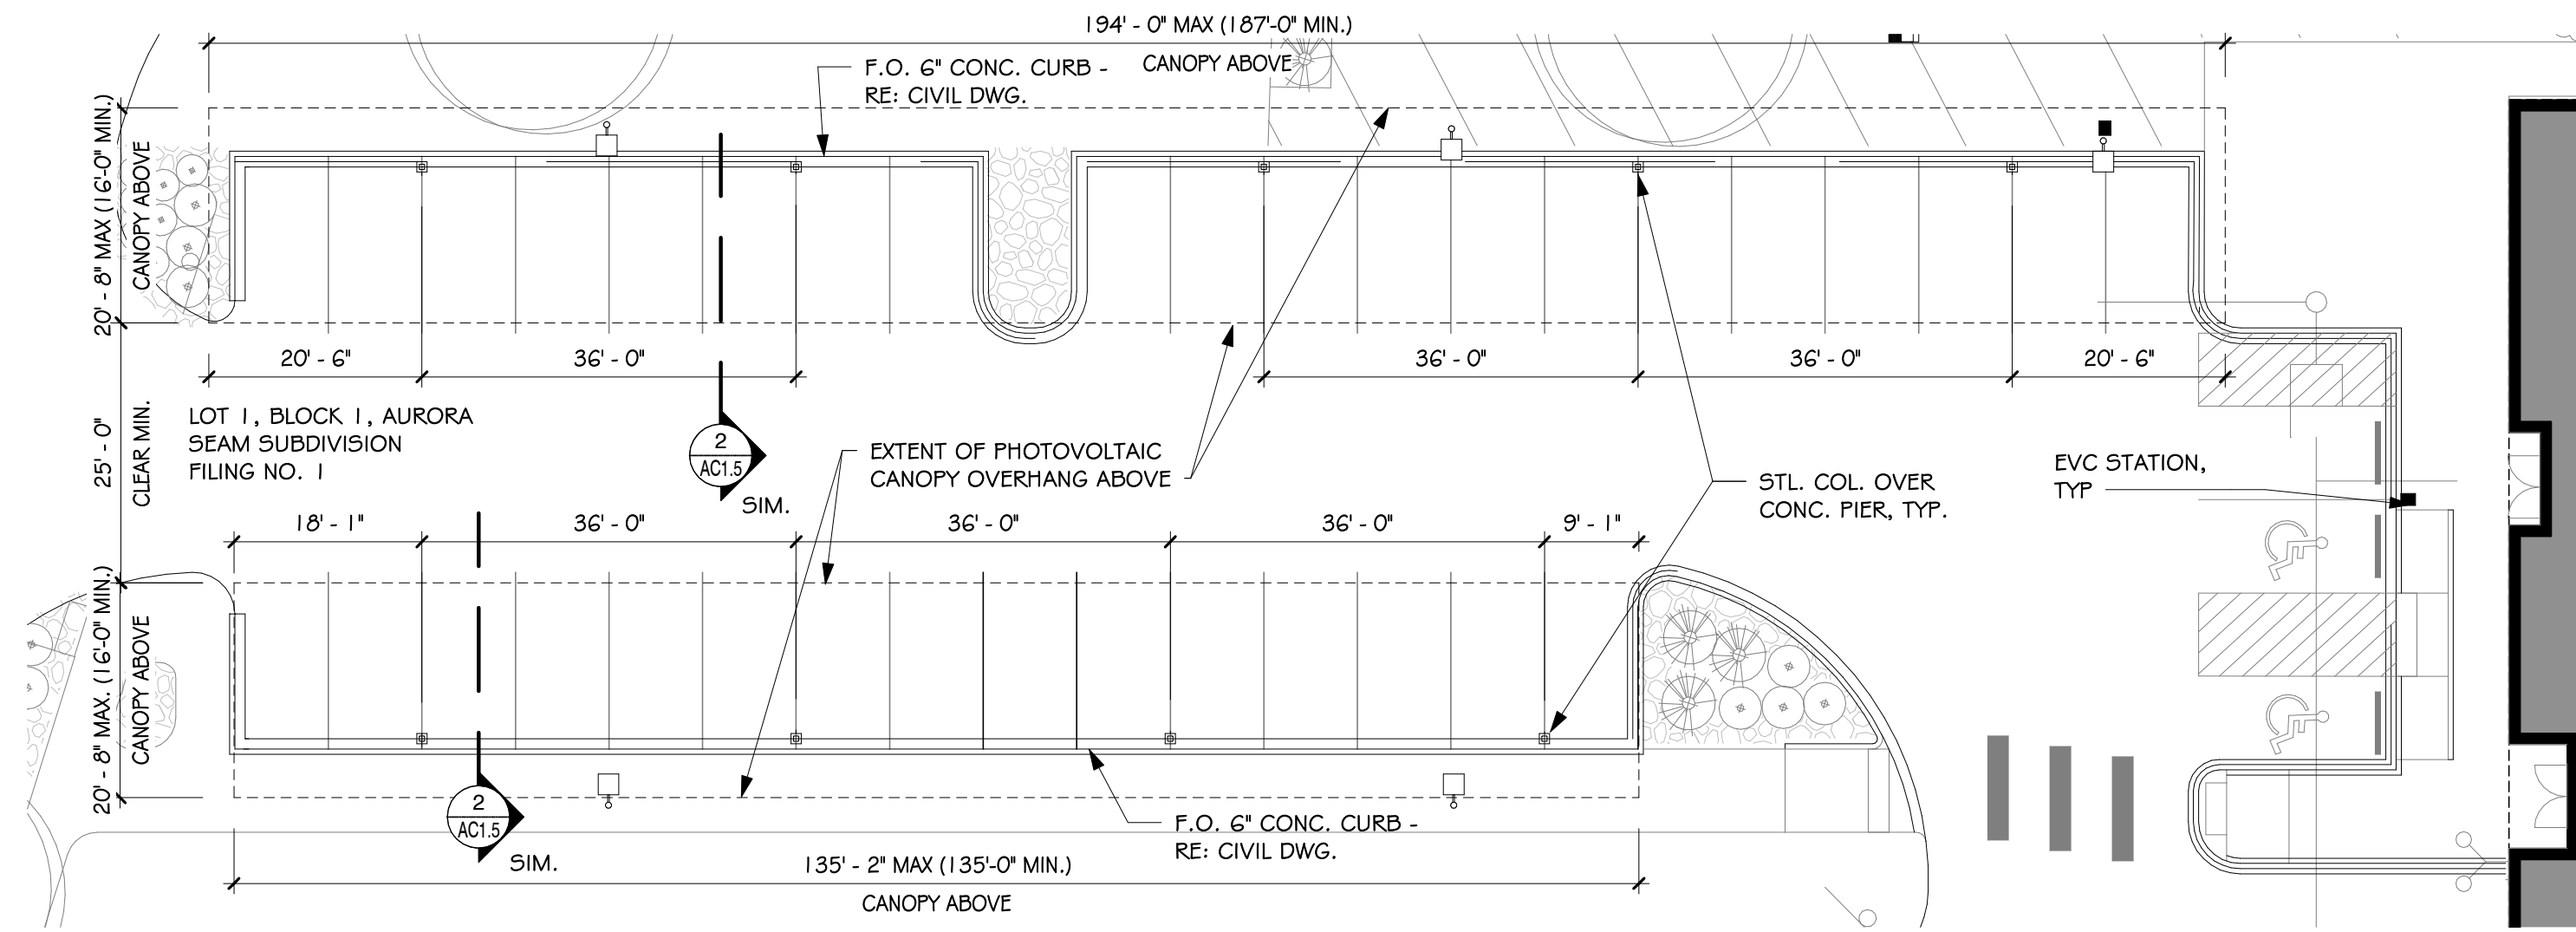 194' - 0" MAX (187'-0" MIN.)
CANOPY ABOVE
F.O. 6" CONC. CURB -
RE: CIVIL DWG.
20' - 8" MAX (16'-0" MIN.)
CANOPY ABOVE
20' - 6"
36' - 0"
36' - 0"
36' - 0"
20' - 6"
LOT 1, BLOCK 1, AURORA
SEAM SUBDIVISION
FILING NO. 1
25' - 0"
CLEAR MIN.
2
AC1.5
SIM.
EXTENT OF PHOTOVOLTAIC
CANOPY OVERHANG ABOVE
STL. COL. OVER
CONC. PIER, TYP.
EVC STATION,
TYP
18' - 1"
36' - 0"
36' - 0"
36' - 0"
9' - 1"
20' - 8" MAX. (16'-0" MIN.)
CANOPY ABOVE
2
AC1.5
SIM.
F.O. 6" CONC. CURB -
RE: CIVIL DWG.
135' - 2" MAX (135'-0" MIN.)
CANOPY ABOVE